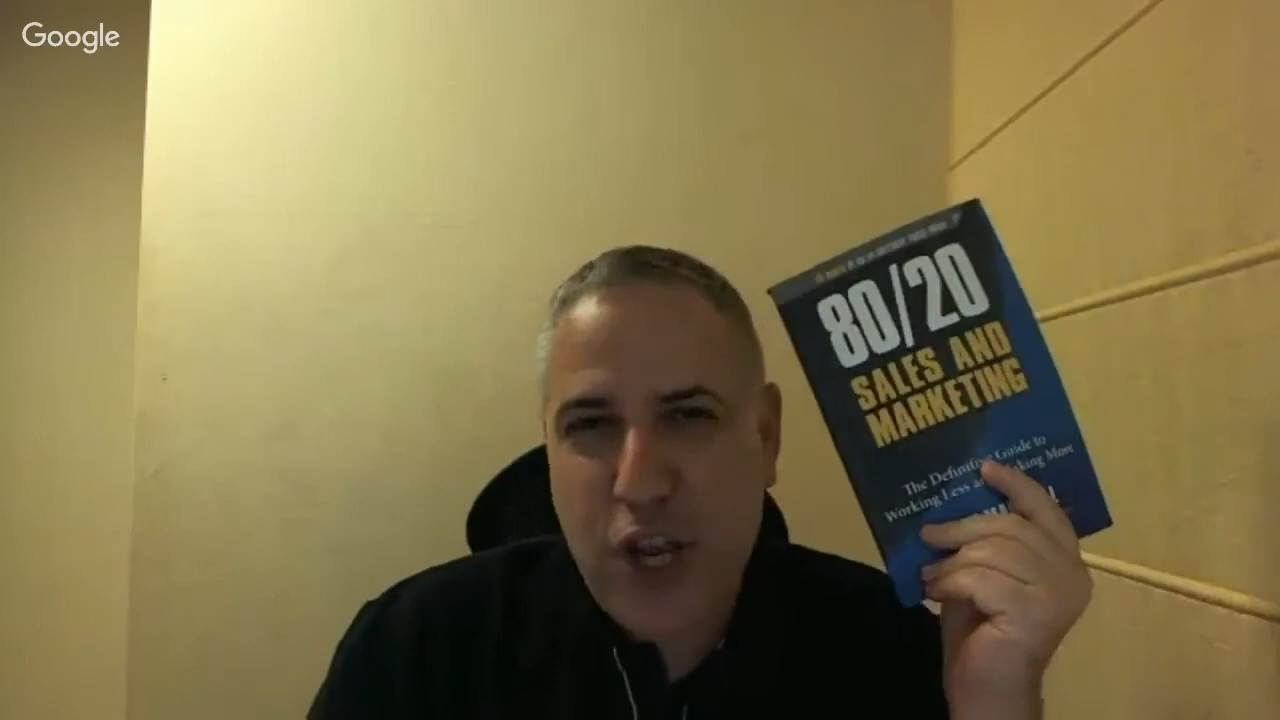 Google
80/20
SALES AND
MARKETING
The Definitive Guide to
Working Less and Making More